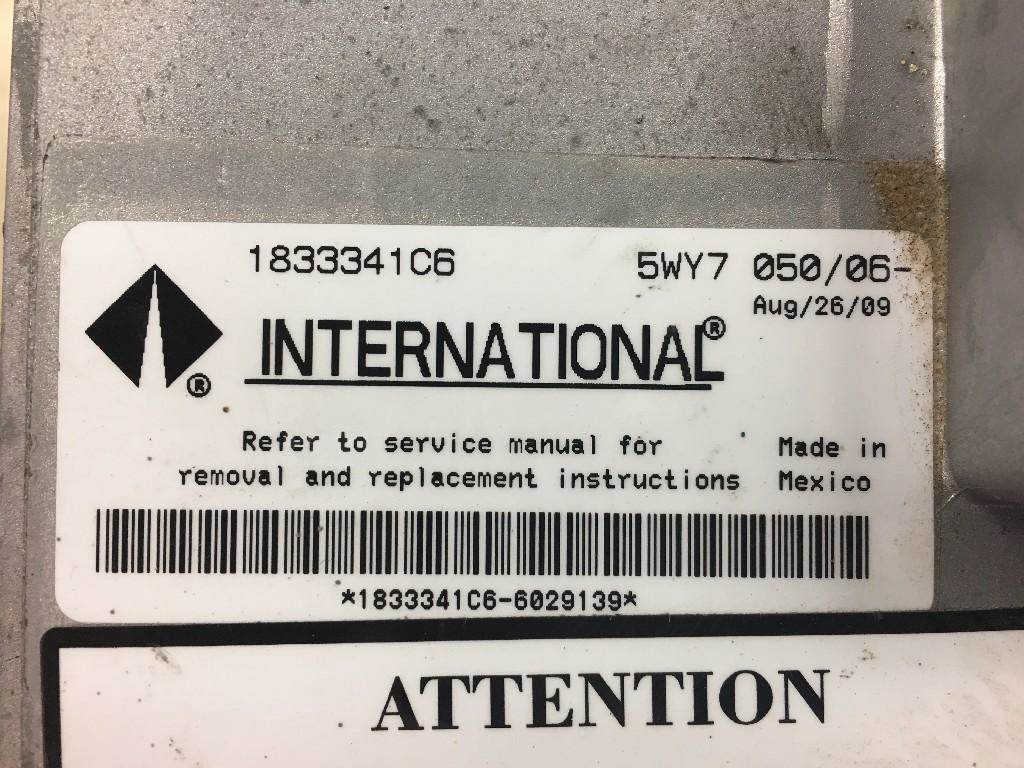 1833341C6 5WY7 050/06-
Aug/26/09
INTERNATIONAL®
®
Refer to service manual for Made in
removal and replacement instructions Mexico
*1833341C6-6029139*
ATTENTION